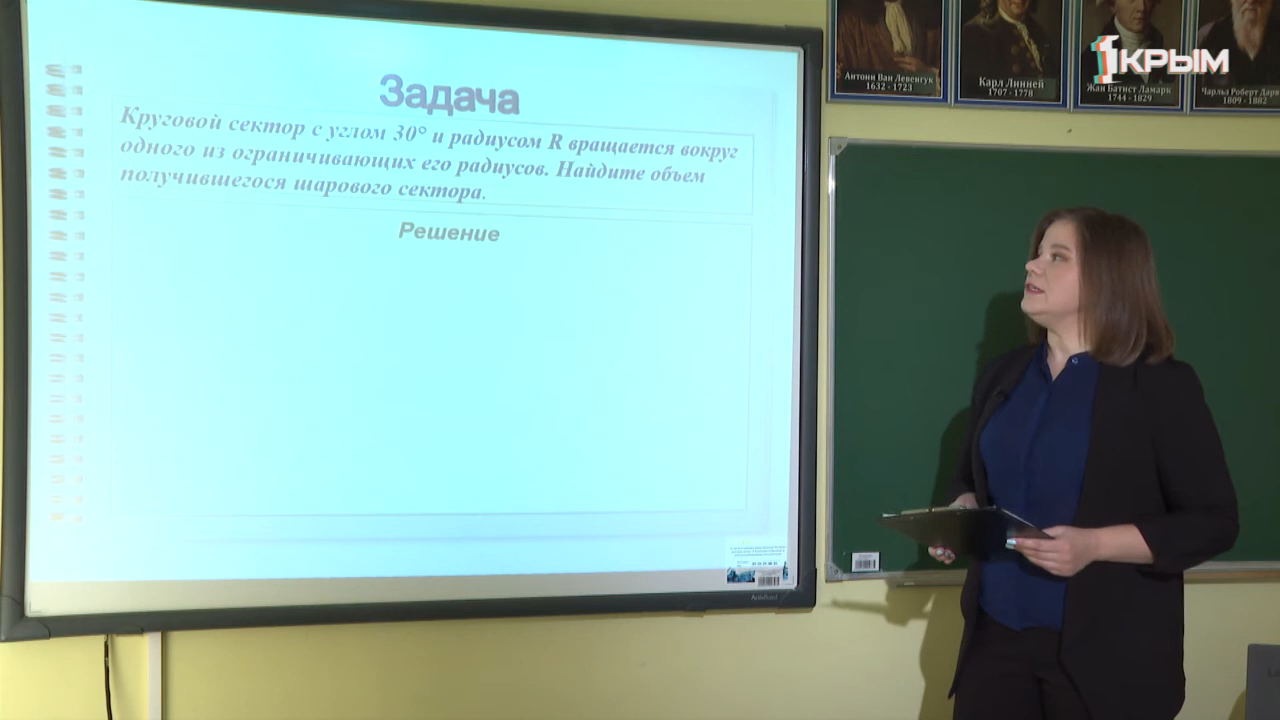 Задача
Круговой сектор с углом 30° и радиусом R вращается вокруг
одного из ограничивающих его радиусов. Найдите объем
получившегося шарового сектора.
Решение
Антони Ван Левенгук
1632 - 1723
Карл Линней
1707 - 1778
Жан Батист Ламарк
1744 - 1829
Чарльз Роберт Дарв
1809 - 1882
1КРЫМ